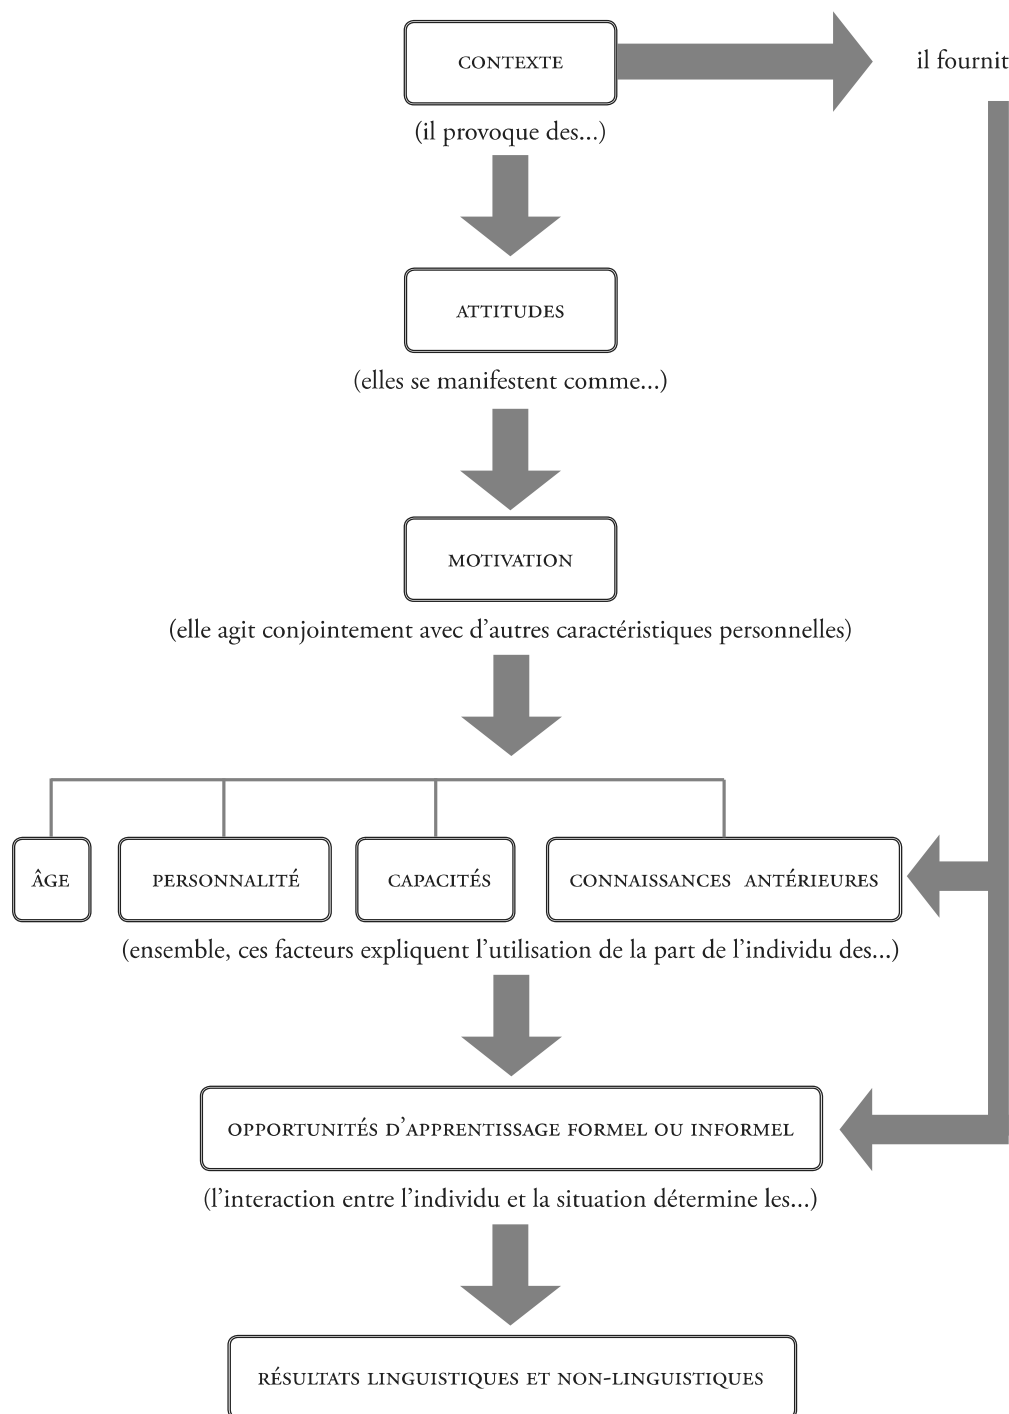 CONTEXTE
il fournit
(il provoque des...)
ATTITUDES
(elles se manifestent comme...)
MOTIVATION
(elle agit conjointement avec d'autres caractéristiques personnelles)
ÂGE
PERSONNALITÉ
CAPACITÉS
CONNAISSANCES ANTÉRIEURES
(ensemble, ces facteurs expliquent l'utilisation de la part de l'individu des...)
OPPORTUNITÉS D'APPRENTISSAGE FORMEL OU INFORMEL
(l'interaction entre l'individu et la situation détermine les...)
RÉSULTATS LINGUISTIQUES ET NON-LINGUISTIQUES